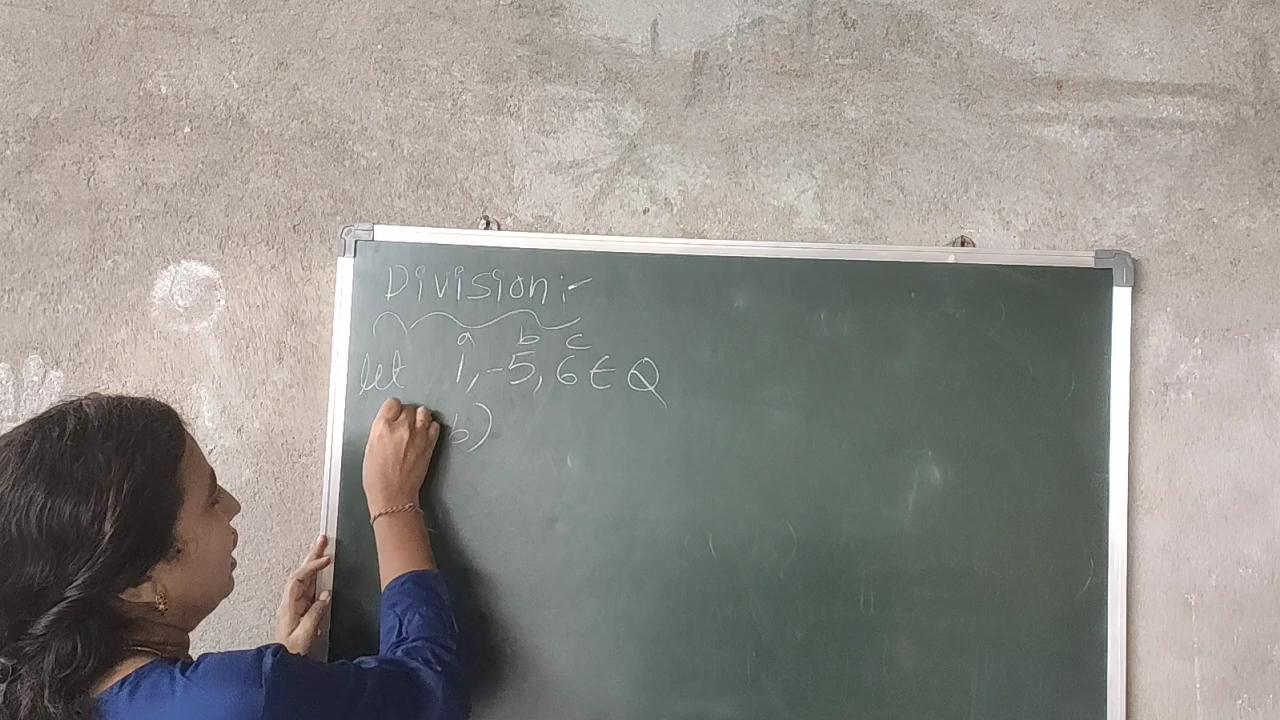 Division:-
a b c
let 1, -5, 6 ∈ Q
b)